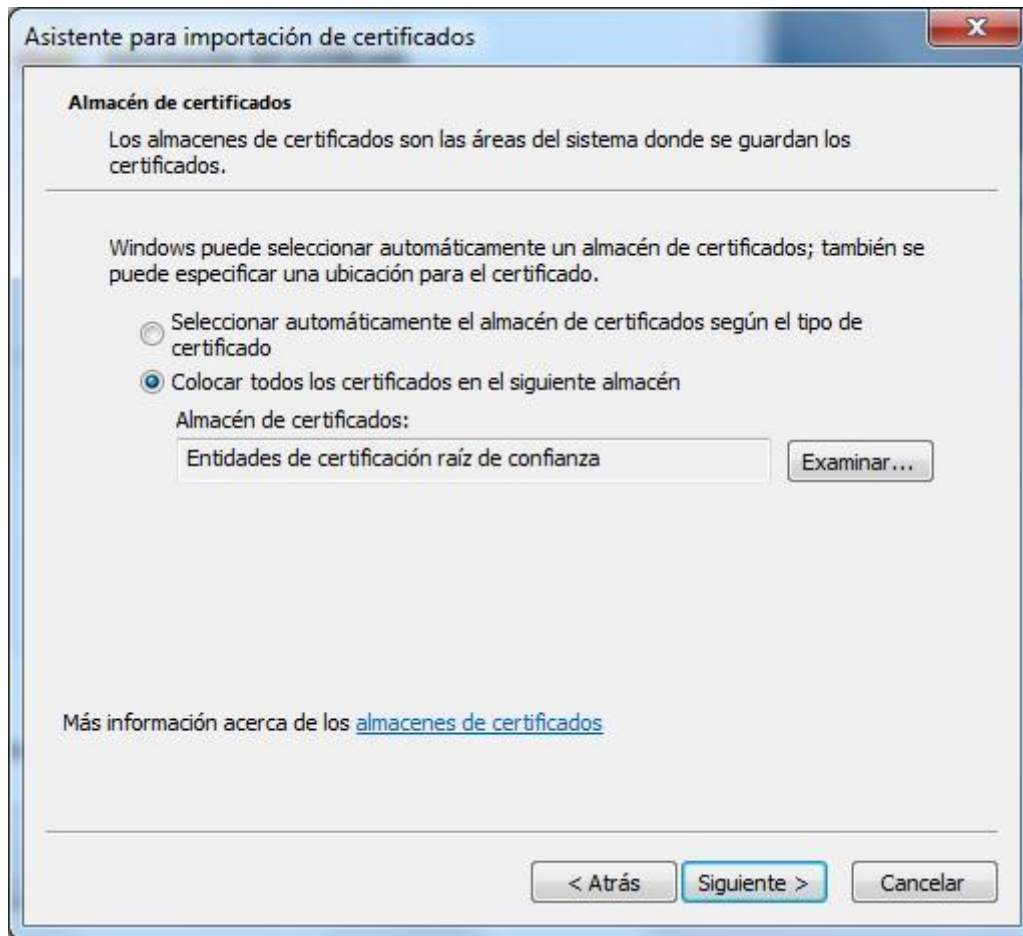 Asistente para importación de certificados
Almacén de certificados
Los almacenes de certificados son las áreas del sistema donde se guardan los
certificados.
Windows puede seleccionar automáticamente un almacén de certificados; también se
puede especificar una ubicación para el certificado.
Seleccionar automáticamente el almacén de certificados según el tipo de
certificado
Colocar todos los certificados en el siguiente almacén
Almacén de certificados:
Entidades de certificación raíz de confianza
Examinar...
Más información acerca de los almacenes de certificados
< Atrás
Siguiente >
Cancelar